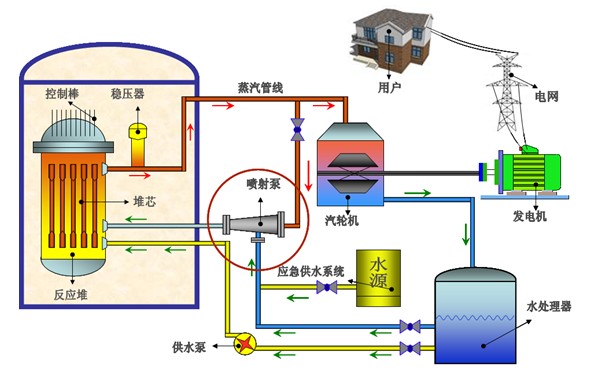 用户
电网
控制棒
稳压器
蒸汽管线
喷射泵
堆芯
汽轮机
发电机
反应堆
应急供水系统
水
源
水处理器
供水泵